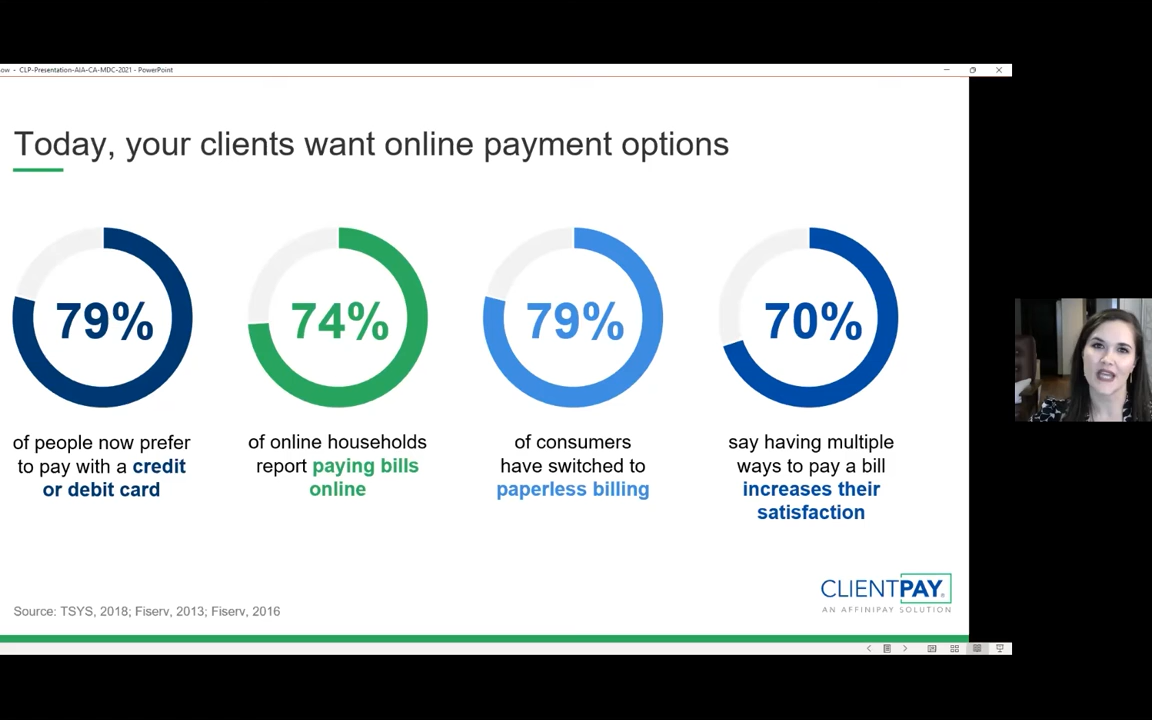 ow - CLP-Presentation-AIA-CA-MDC-2021 - PowerPoint
Today, your clients want online payment options
79%
74%
79%
70%
of people now prefer
to pay with a credit
or debit card
of online households
report paying bills
online
of consumers
have switched to
paperless billing
say having multiple
ways to pay a bill
increases their
satisfaction
Source: TSYS, 2018; Fiserv, 2013; Fiserv, 2016
CLIENTPAY®
AN AFFINIPAY SOLUTION